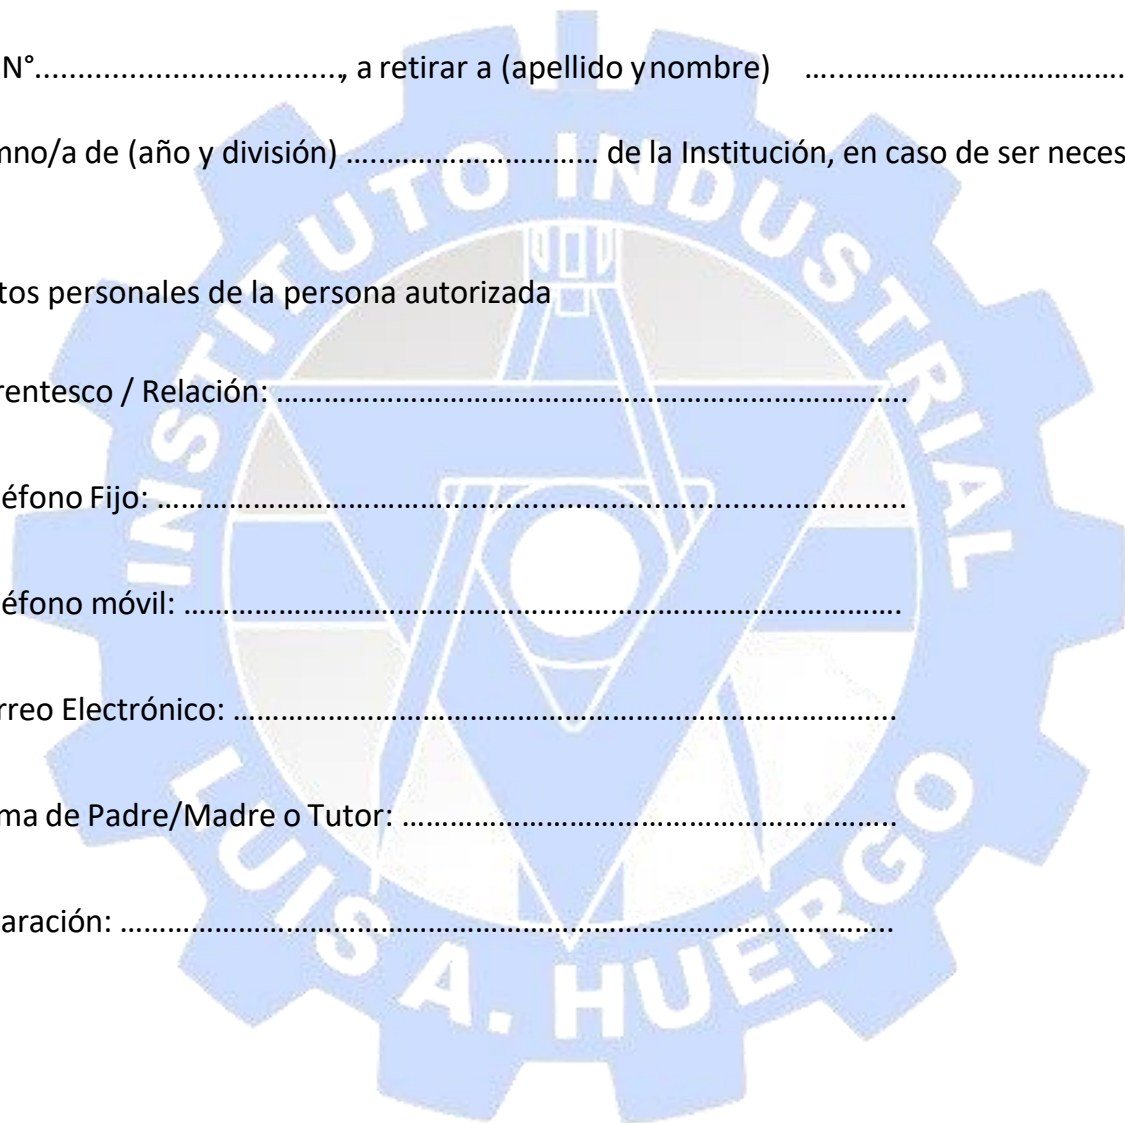 N°...................................., a retirar a (apellido y nombre) …..…………………………….
mno/a de (año y división) ….………………………… de la Institución, en caso de ser neces
tos personales de la persona autorizada
rentesco / Relación: ……………………………………………………………………..
éfono Fijo: ………………………………………………………………………………
éfono móvil: ……………………………………………………………………………
rreo Electrónico: ………………………………………………………………………..
ma de Padre/Madre o Tutor: ……………………………………………………..
aración: ……………………………………………………………………………………..
INSTITUTO INDUSTRIAL
LUIS A. HUERGO